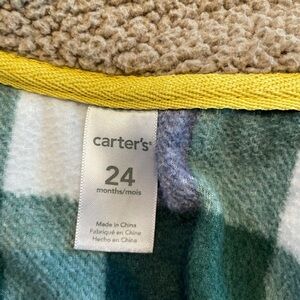 carter's®
24
months/mois
Made in China
Fabriqué en Chine
Hecho en China